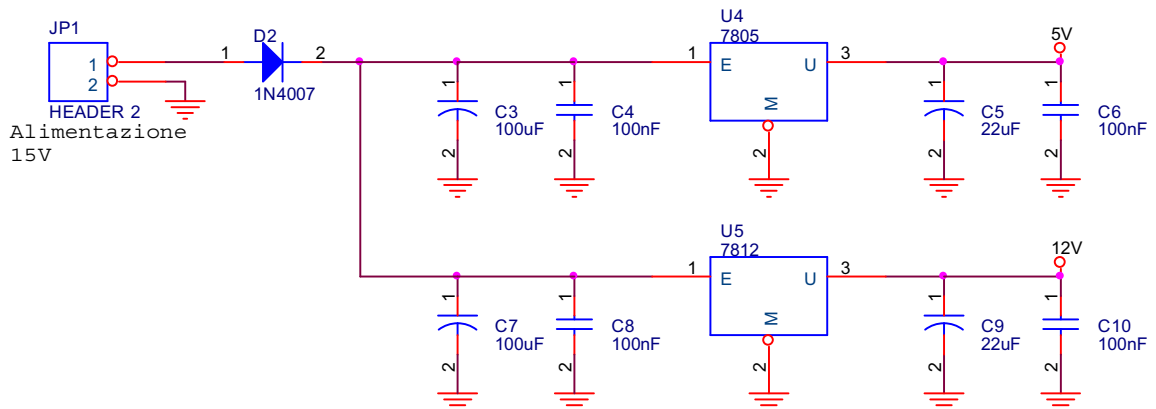 JP1
1
2
HEADER 2
Alimentazione
15V
D2
1
2
1N4007
1
2
C3
100uF
1
2
C4
100nF
U4
7805
1
E
U
3
M
2
5V
1
2
C5
22uF
1
2
C6
100nF
U5
7812
1
E
U
3
M
2
12V
1
2
C7
100uF
1
2
C8
100nF
1
2
C9
22uF
1
2
C10
100nF